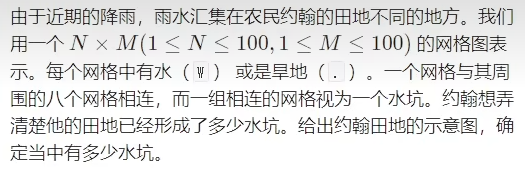 由于近期的降雨，雨水汇集在农民约翰的田地不同的地方。我们
用一个 N × M(1 ≤ N ≤ 100, 1 ≤ M ≤ 100) 的网格图表
示。每个网格中有水（ W ） 或是旱地（ . ）。一个网格与其周
围的八个网格相连，而一组相连的网格视为一个水坑。约翰想弄
清楚他的田地已经形成了多少水坑。给出约翰田地的示意图，确
定当中有多少水坑。